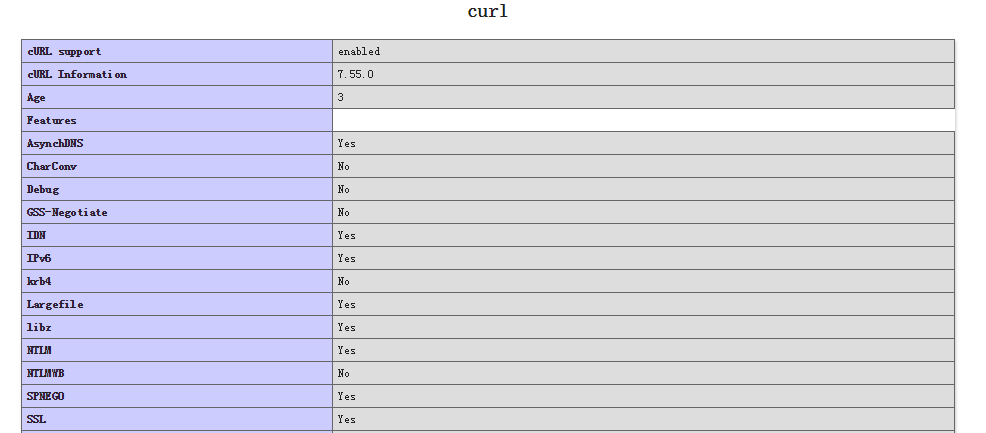 curl
cURL support enabled
cURL Information 7.55.0
Age 3
Features
AsynchDNS Yes
CharConv No
Debug No
GSS-Negotiate No
IDN Yes
IPv6 Yes
krb4 No
Largefile Yes
libz Yes
NTLM Yes
NTLMWB No
SPNEGO Yes
SSL Yes